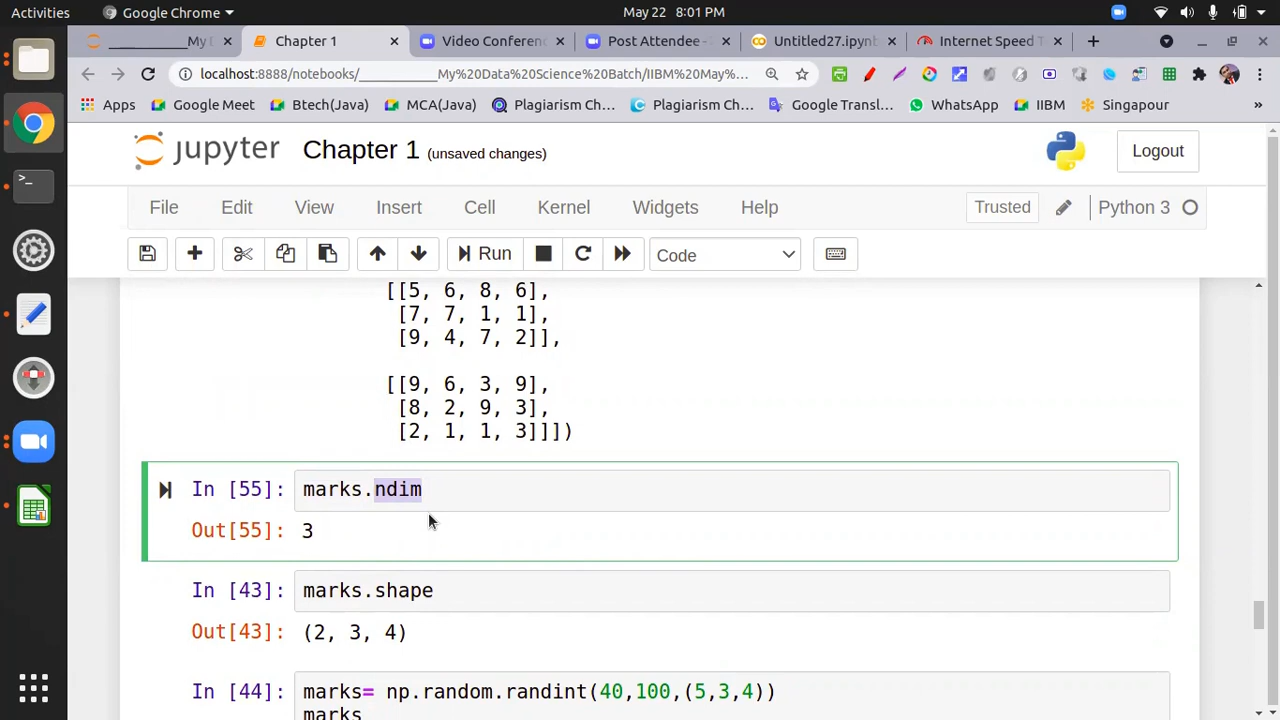 Activities Google Chrome May 22 8:01 PM
__________My E Chapter 1 Video Conferen Post Attendee - Untitled27.ipynb Internet Speed T
localhost:8888/notebooks/__________My%20Data%20Science%20Batch/IIBM%20May%...
Apps Google Meet Btech(Java) MCA(Java) Plagiarism Ch... Plagiarism Ch... Google Transl... WhatsApp IIBM Singapour »
jupyter Chapter 1 (unsaved changes) Logout
File Edit View Insert Cell Kernel Widgets Help Trusted Python 3
Run Code
[[5, 6, 8, 6],
[7, 7, 1, 1],
[9, 4, 7, 2]],
[[9, 6, 3, 9],
[8, 2, 9, 3],
[2, 1, 1, 3]]])
In [55]: marks.ndim
Out[55]: 3
In [43]: marks.shape
Out[43]: (2, 3, 4)
In [44]: marks= np.random.randint(40,100,(5,3,4))
marks